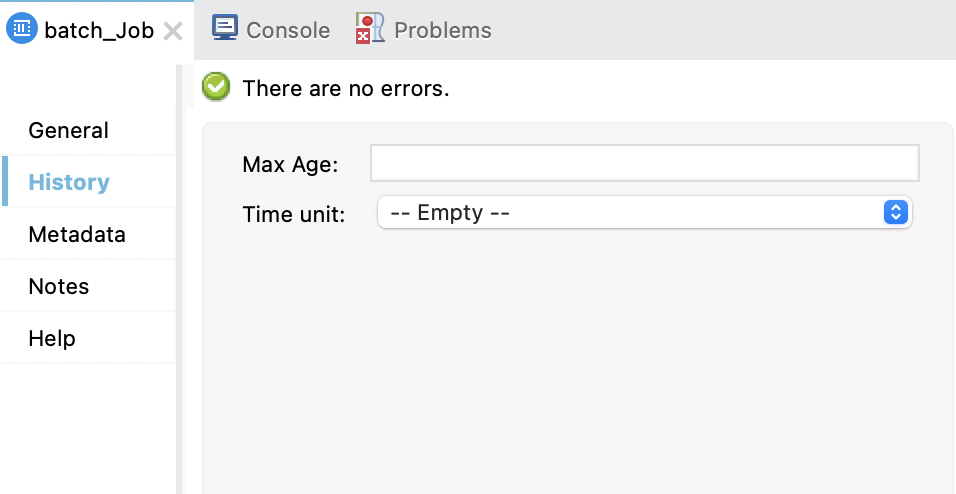 batch_Job Console Problems
There are no errors.
General
History
Metadata
Notes
Help
Max Age:
Time unit: -- Empty --